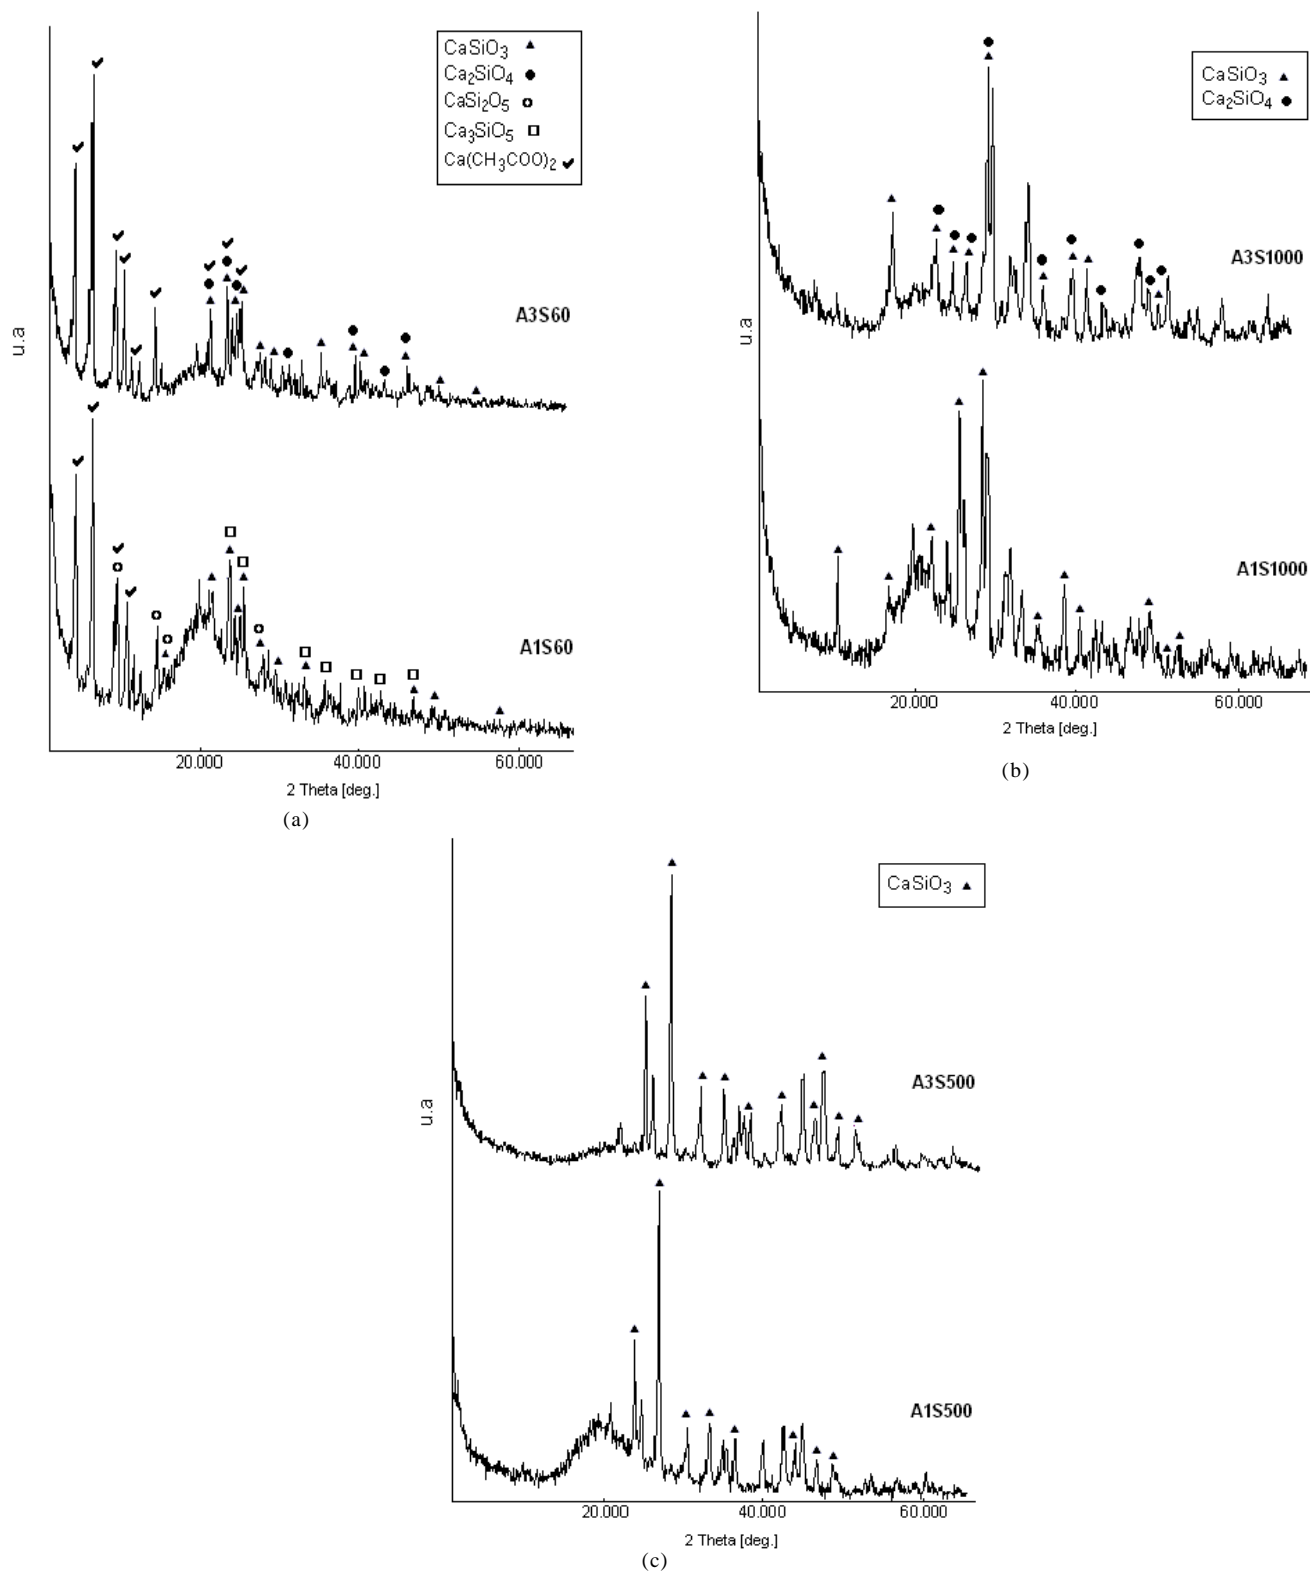 CaSiO₃ ▲
Ca₂SiO₄ ●
CaSi₂O₅ o
Ca₃SiO₅ □
Ca(CH₃COO)₂ ✔
u.a
A3S60
A1S60
20.000 40.000 60.000
2 Theta [deg.]
(a)
CaSiO₃ ▲
Ca₂SiO₄ ●
u.a
A3S1000
A1S1000
20.000 40.000 60.000
2 Theta [deg.]
(b)
CaSiO₃ ▲
u.a
A3S500
A1S500
20.000 40.000 60.000
2 Theta [deg.]
(c)